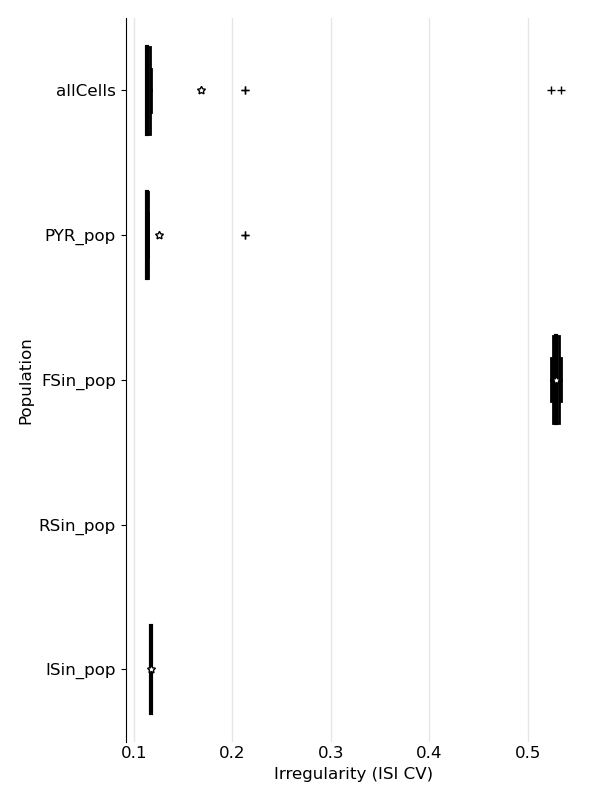 allCells
PYR_pop
FSin_pop
RSin_pop
ISin_pop
Population
0.1 0.2 0.3 0.4 0.5
Irregularity (ISI CV)